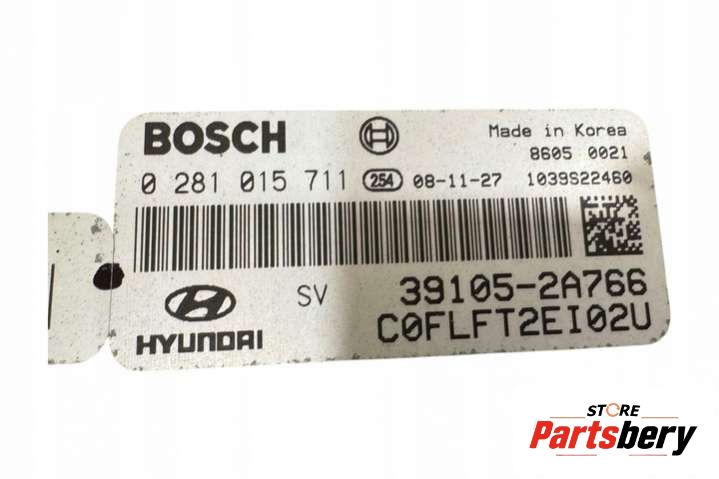 BOSCH
Made in Korea
8605 0021
0 281 015 711 254 08-11-27 1039S22460
SV
39105-2A766
HYUNDAI
C0FLFT2EI02U
STORE
Partsbery